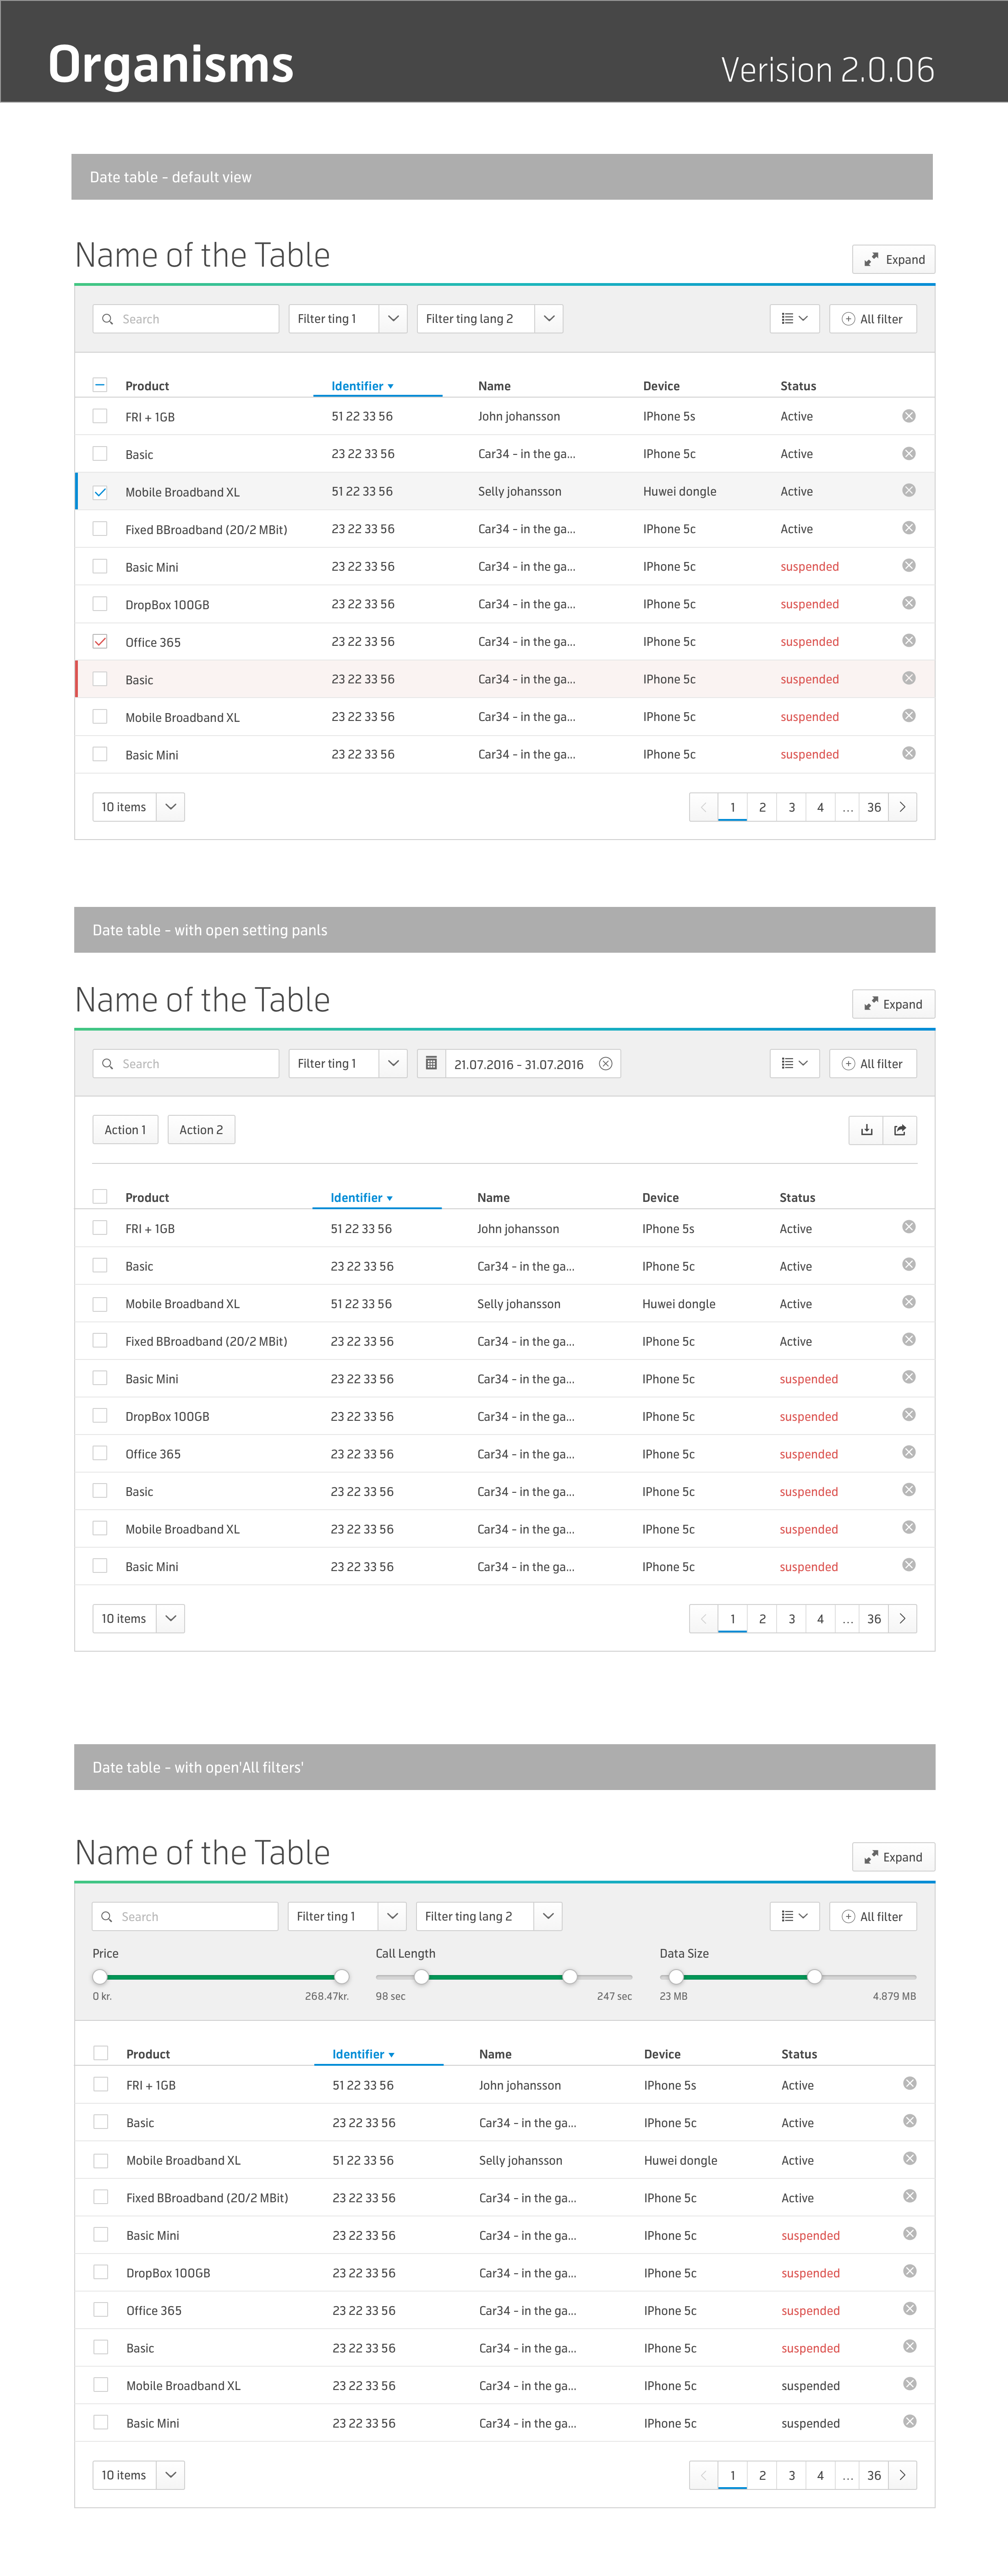 Organisms Verision 2.0.06
Date table - default view
Name of the Table Expand
Search Filter ting 1 Filter ting lang 2 All filter
Product Identifier Name Device Status
FRI + 1GB 51 22 33 56 John johansson IPhone 5s Active
Basic 23 22 33 56 Car34 - in the ga... IPhone 5c Active
Mobile Broadband XL 51 22 33 56 Selly johansson Huwei dongle Active
Fixed BBroadband (20/2 MBit) 23 22 33 56 Car34 - in the ga... IPhone 5c Active
Basic Mini 23 22 33 56 Car34 - in the ga... IPhone 5c suspended
DropBox 100GB 23 22 33 56 Car34 - in the ga... IPhone 5c suspended
Office 365 23 22 33 56 Car34 - in the ga... IPhone 5c suspended
Basic 23 22 33 56 Car34 - in the ga... IPhone 5c suspended
Mobile Broadband XL 23 22 33 56 Car34 - in the ga... IPhone 5c suspended
Basic Mini 23 22 33 56 Car34 - in the ga... IPhone 5c suspended
10 items 1 2 3 4 ... 36
Date table - with open setting panls
Name of the Table Expand
Search Filter ting 1 21.07.2016 - 31.07.2016 All filter
Action 1 Action 2
Product Identifier Name Device Status
FRI + 1GB 51 22 33 56 John johansson IPhone 5s Active
Basic 23 22 33 56 Car34 - in the ga... IPhone 5c Active
Mobile Broadband XL 51 22 33 56 Selly johansson Huwei dongle Active
Fixed BBroadband (20/2 MBit) 23 22 33 56 Car34 - in the ga... IPhone 5c Active
Basic Mini 23 22 33 56 Car34 - in the ga... IPhone 5c suspended
DropBox 100GB 23 22 33 56 Car34 - in the ga... IPhone 5c suspended
Office 365 23 22 33 56 Car34 - in the ga... IPhone 5c suspended
Basic 23 22 33 56 Car34 - in the ga... IPhone 5c suspended
Mobile Broadband XL 23 22 33 56 Car34 - in the ga... IPhone 5c suspended
Basic Mini 23 22 33 56 Car34 - in the ga... IPhone 5c suspended
10 items 1 2 3 4 ... 36
Date table - with open'All filters'
Name of the Table Expand
Search Filter ting 1 Filter ting lang 2 All filter
Price Call Length Data Size
0 kr. 268.47kr. 98 sec 247 sec 23 MB 4.879 MB
Product Identifier Name Device Status
FRI + 1GB 51 22 33 56 John johansson IPhone 5s Active
Basic 23 22 33 56 Car34 - in the ga... IPhone 5c Active
Mobile Broadband XL 51 22 33 56 Selly johansson Huwei dongle Active
Fixed BBroadband (20/2 MBit) 23 22 33 56 Car34 - in the ga... IPhone 5c Active
Basic Mini 23 22 33 56 Car34 - in the ga... IPhone 5c suspended
DropBox 100GB 23 22 33 56 Car34 - in the ga... IPhone 5c suspended
Office 365 23 22 33 56 Car34 - in the ga... IPhone 5c suspended
Basic 23 22 33 56 Car34 - in the ga... IPhone 5c suspended
Mobile Broadband XL 23 22 33 56 Car34 - in the ga... IPhone 5c suspended
Basic Mini 23 22 33 56 Car34 - in the ga... IPhone 5c suspended
10 items 1 2 3 4 ... 36